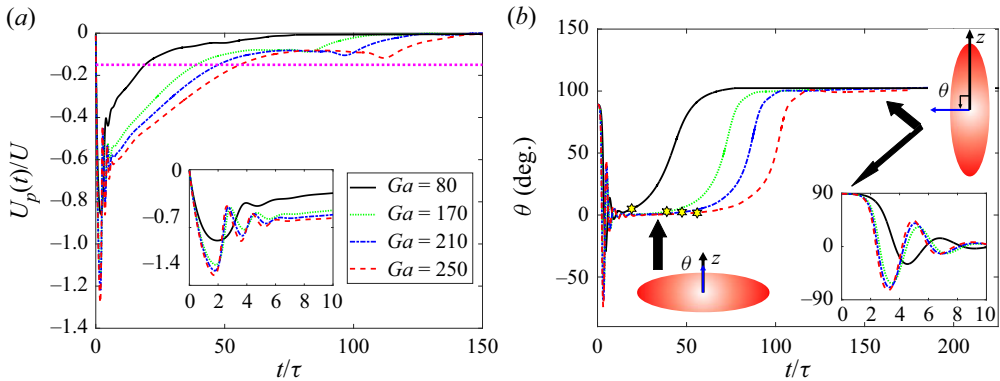 (a)
0
−0.2
−0.4
−0.6
−0.8
−1.0
−1.2
−1.4
U_p(t)/U
0
50
100
150
t/τ
0
−0.7
−1.4
0 2 4 6 8 10
Ga = 80
Ga = 170
Ga = 210
Ga = 250
(b)
150
100
50
0
−50
θ (deg.)
0
50
100
150
200
t/τ
θ
z
θ
z
90
0
−90
0 2 4 6 8 10